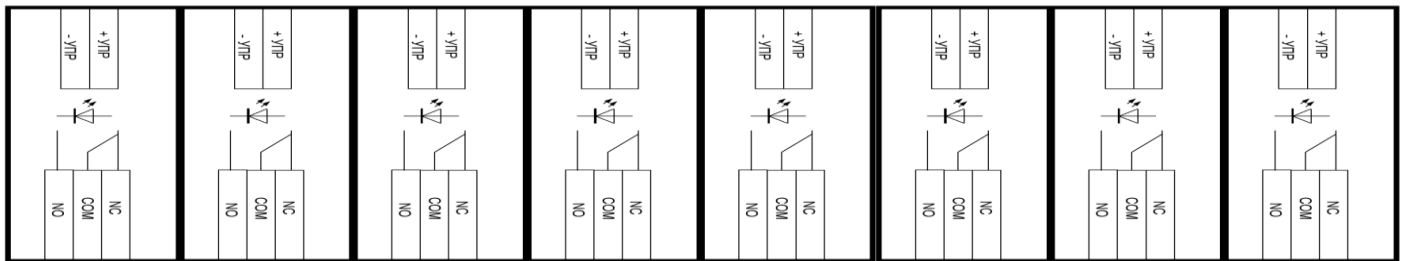 - УПР
+ УПР
- УПР
+ УПР
- УПР
+ УПР
- УПР
+ УПР
- УПР
+ УПР
- УПР
+ УПР
- УПР
+ УПР
- УПР
+ УПР
NO
COM
NC
NO
COM
NC
NO
COM
NC
NO
COM
NC
NO
COM
NC
NO
COM
NC
NO
COM
NC
NO
COM
NC